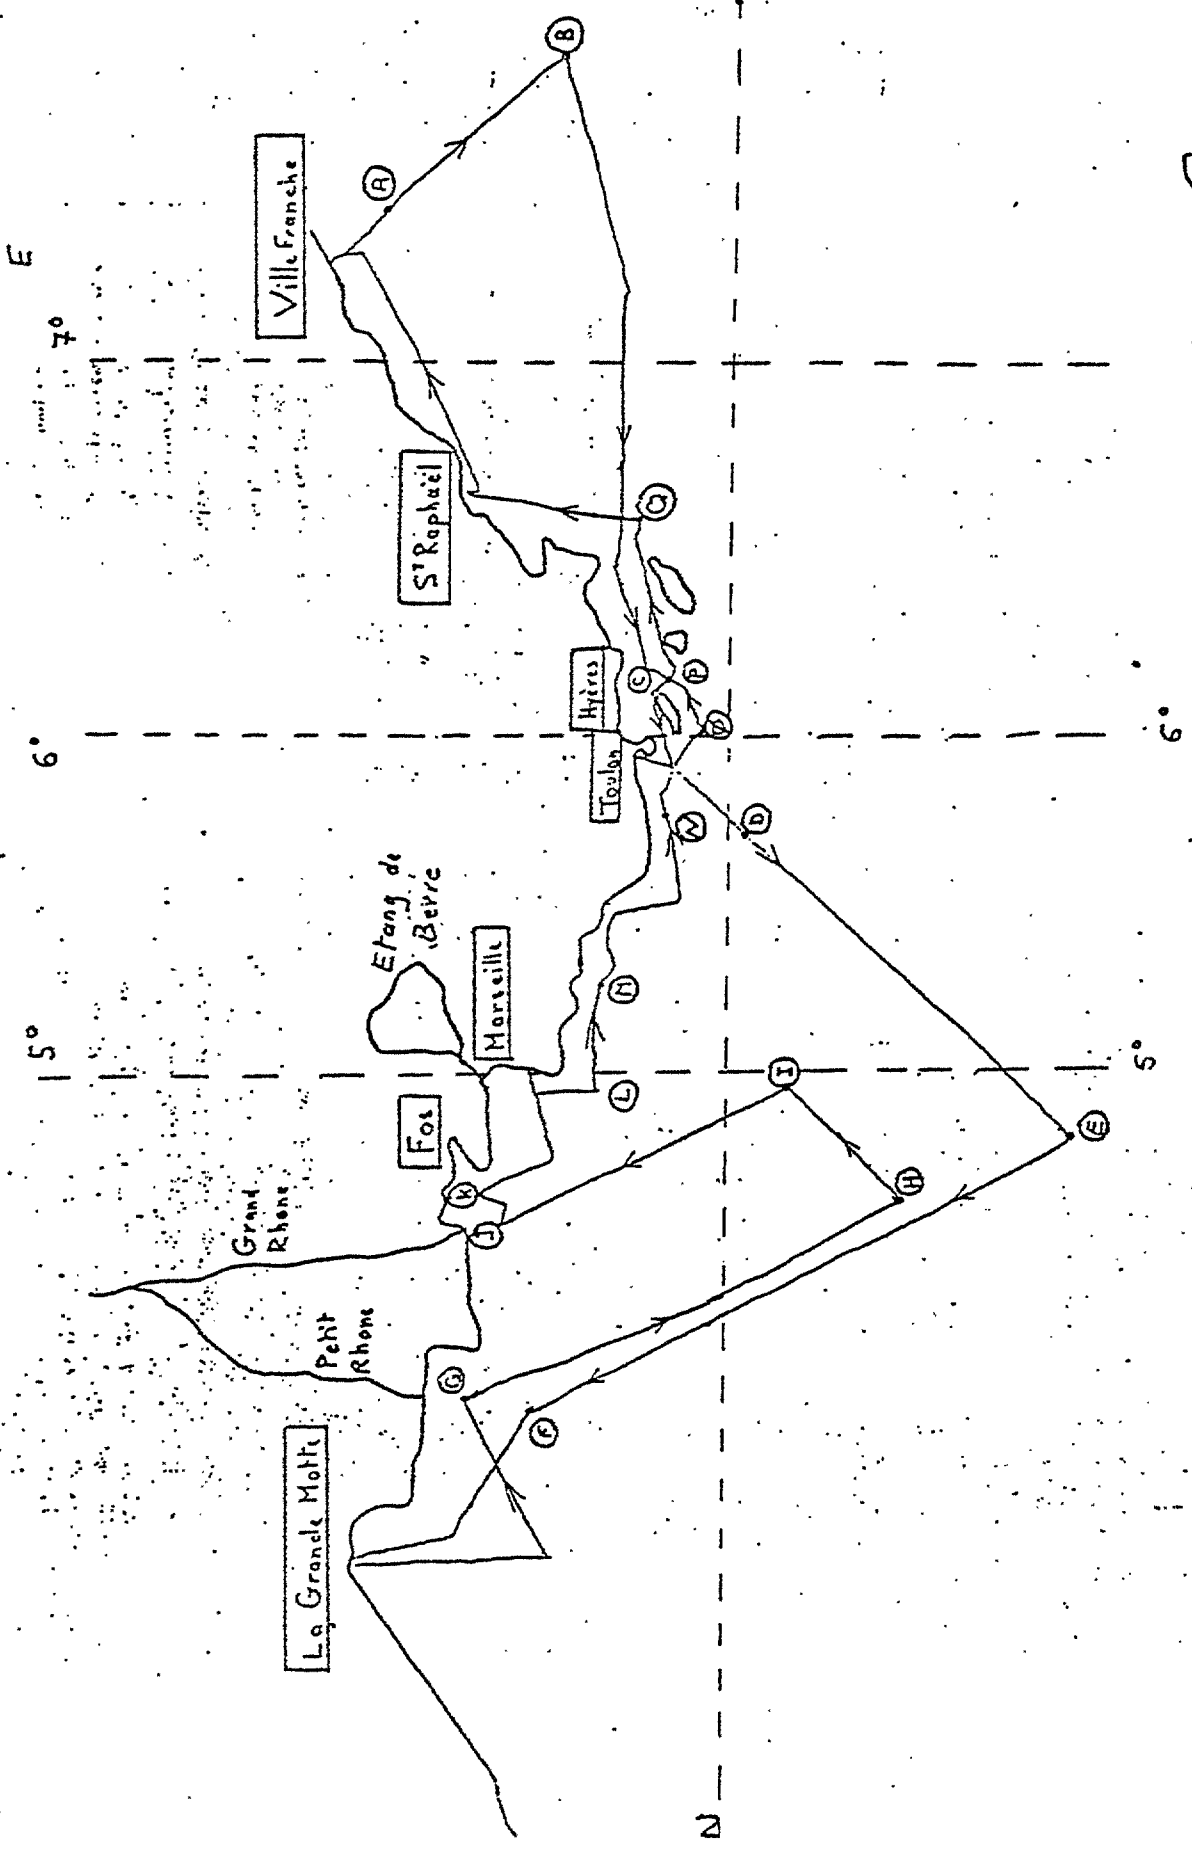 E
7°
6°
5°
Ville Franche
A
B
St Raphaël
Q
Hyères
C
P
Toulon
O
N
D
Etang de
Berre
Marseille
M
L
Fos
K
J
I
H
E
Grand
Rhone
Petit
Rhone
G
F
La Grande Motte
N
6°
5°